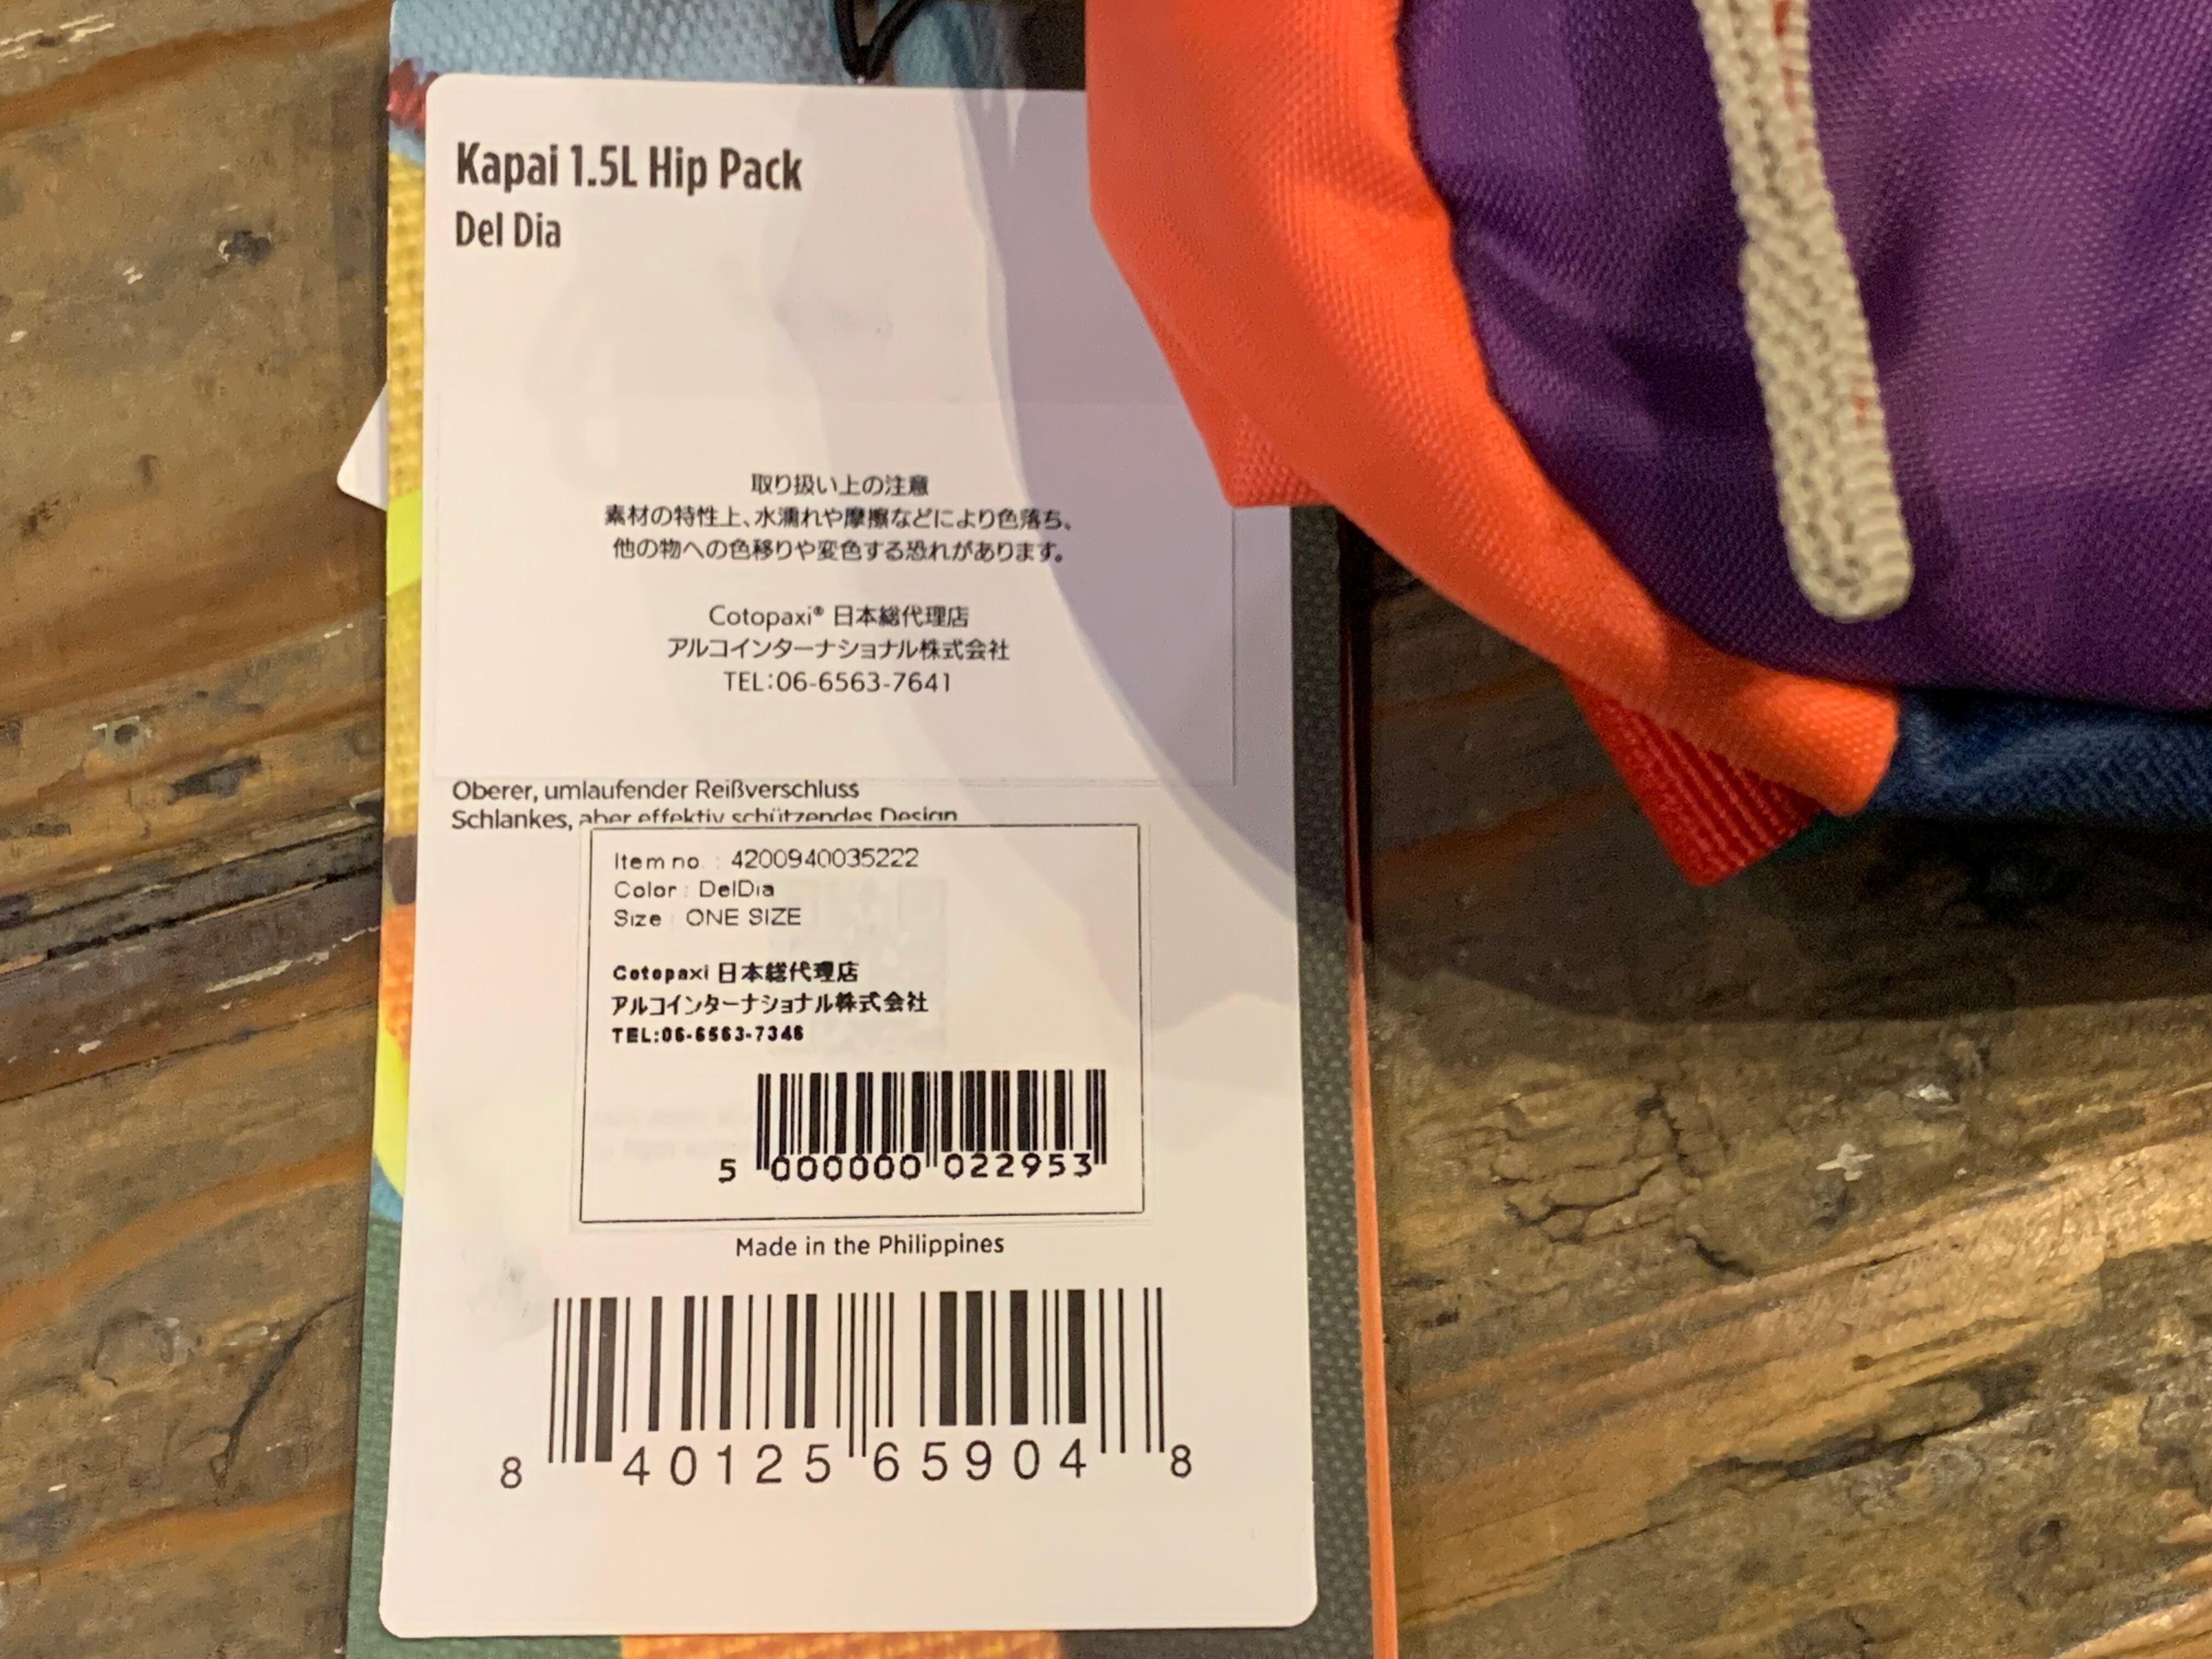 Kapai 1.5L Hip Pack
Del Dia
取り扱い上の注意
素材の特性上、水濡れや摩擦などにより色落ち、
他の物への色移りや変色する恐れがあります。
Cotopaxi® 日本総代理店
アルコインターナショナル株式会社
TEL:06-6563-7641
Oberer, umlaufender Reißverschluss
Schlankes, aber effektiv schützendes Design
Item no. : 4200940035222
Color : DelDia
Size : ONE SIZE
Cotopaxi 日本総代理店
アルコインターナショナル株式会社
TEL:06-6563-7346
5 000000 022953
Made in the Philippines
8 40125 65904 8